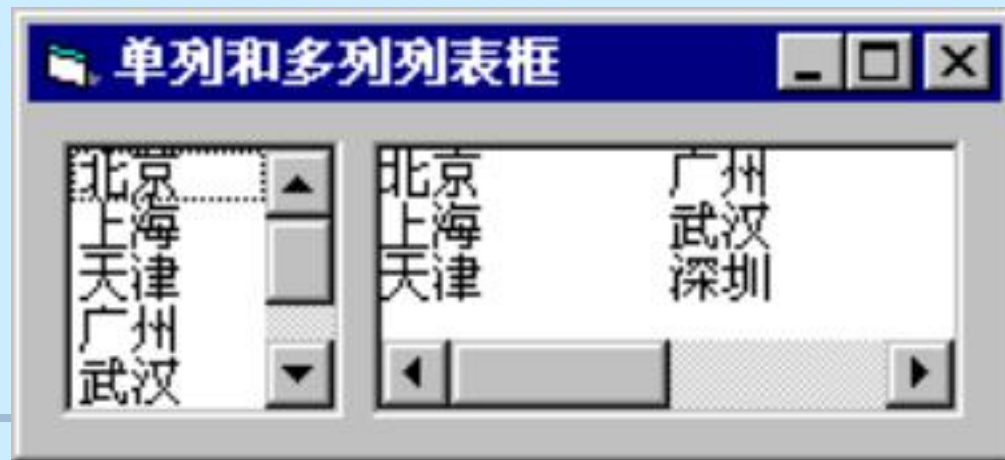 单列和多列列表框
北京
上海
天津
广州
武汉
北京 广州
上海 武汉
天津 深圳